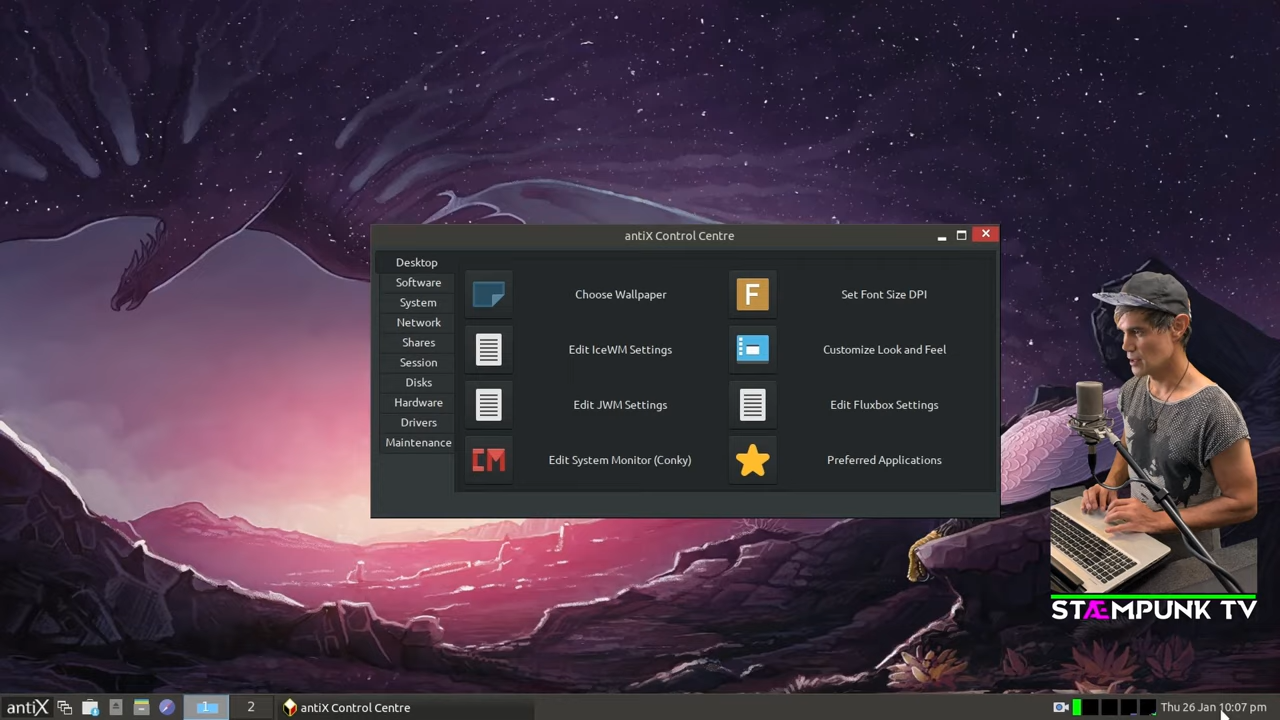 antiX Control Centre
Desktop
Software
System
Network
Shares
Session
Disks
Hardware
Drivers
Maintenance
Choose Wallpaper
F
Set Font Size DPI
Edit IceWM Settings
Customize Look and Feel
Edit JWM Settings
Edit Fluxbox Settings
CM
Edit System Monitor (Conky)
Preferred Applications
STÆMPUNK TV
antiX
1
2
antiX Control Centre
Thu 26 Jan 10:07 pm